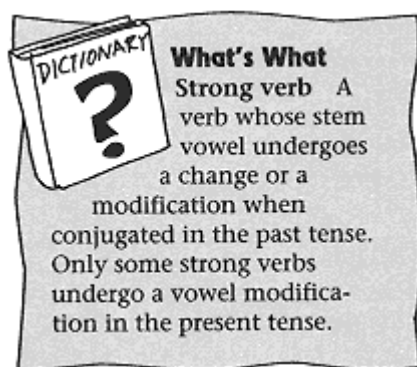 DICTIONARY
?
What's What
Strong verb A
verb whose stem
vowel undergoes
a change or a
modification when
conjugated in the past tense.
Only some strong verbs
undergo a vowel modifica-
tion in the present tense.